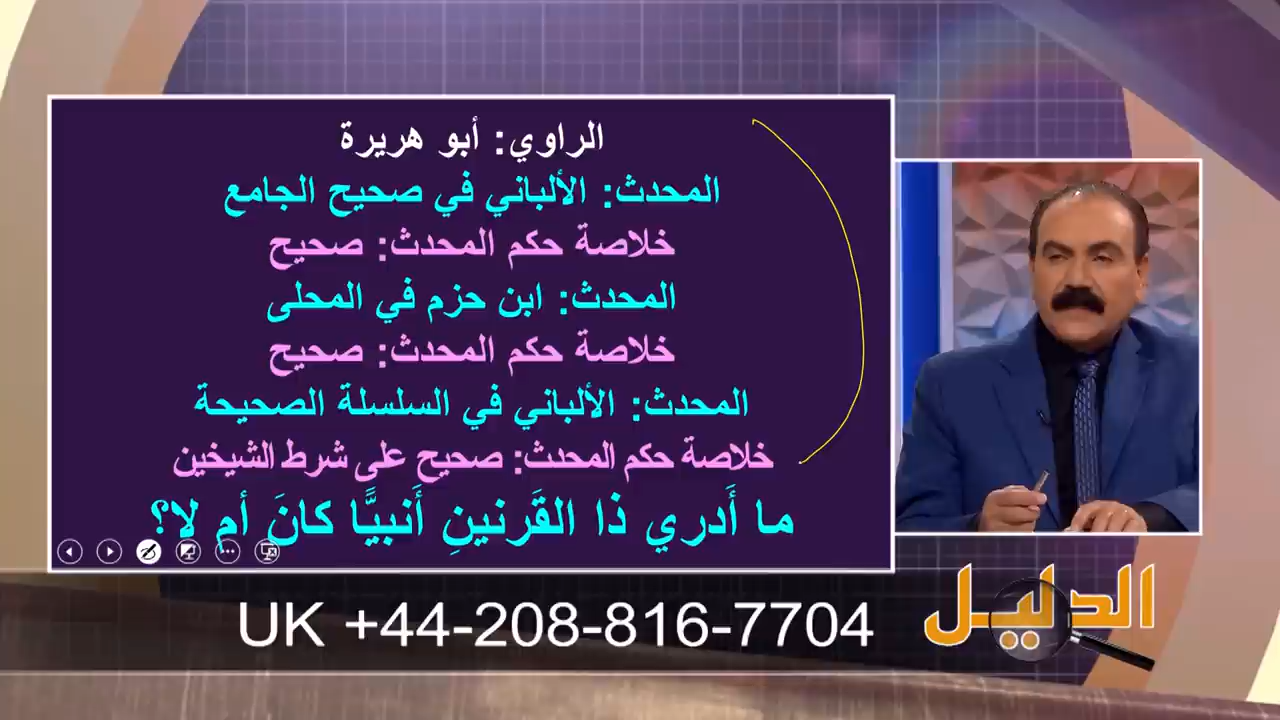 الراوي: أبو هريرة
المحدث: الألباني في صحيح الجامع
خلاصة حكم المحدث: صحيح
المحدث: ابن حزم في المحلى
خلاصة حكم المحدث: صحيح
المحدث: الألباني في السلسلة الصحيحة
خلاصة حكم المحدث: صحيح على شرط الشيخين
ما أَدري ذا القَرنينِ أَنبيًّا كانَ أم لا؟
UK +44-208-816-7704
الدليل